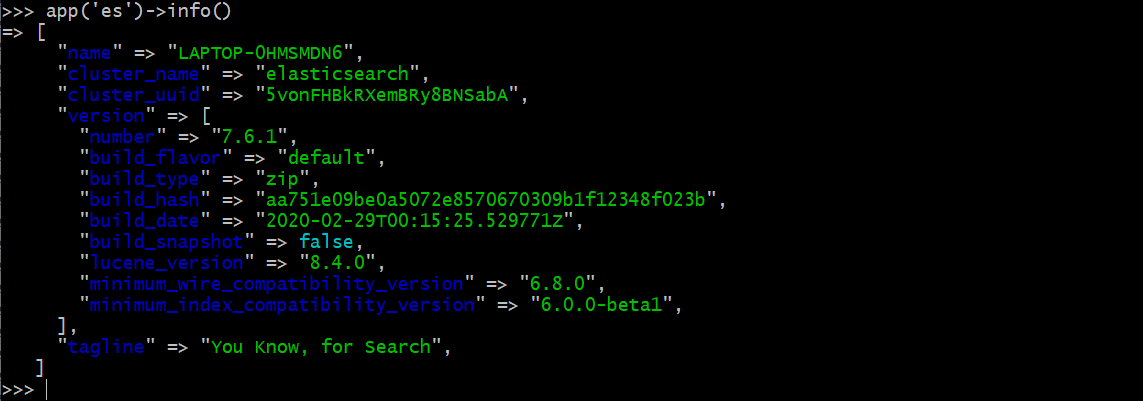 >>> app('es')->info()
=> [
"name" => "LAPTOP-0HMSMDN6",
"cluster_name" => "elasticsearch",
"cluster_uuid" => "5vonFHBkRXemBRy8BNSabA",
"version" => [
"number" => "7.6.1",
"build_flavor" => "default",
"build_type" => "zip",
"build_hash" => "aa751e09be0a5072e8570670309b1f12348f023b",
"build_date" => "2020-02-29T00:15:25.529771Z",
"build_snapshot" => false,
"lucene_version" => "8.4.0",
"minimum_wire_compatibility_version" => "6.8.0",
"minimum_index_compatibility_version" => "6.0.0-beta1",
],
"tagline" => "You Know, for Search",
]
>>>